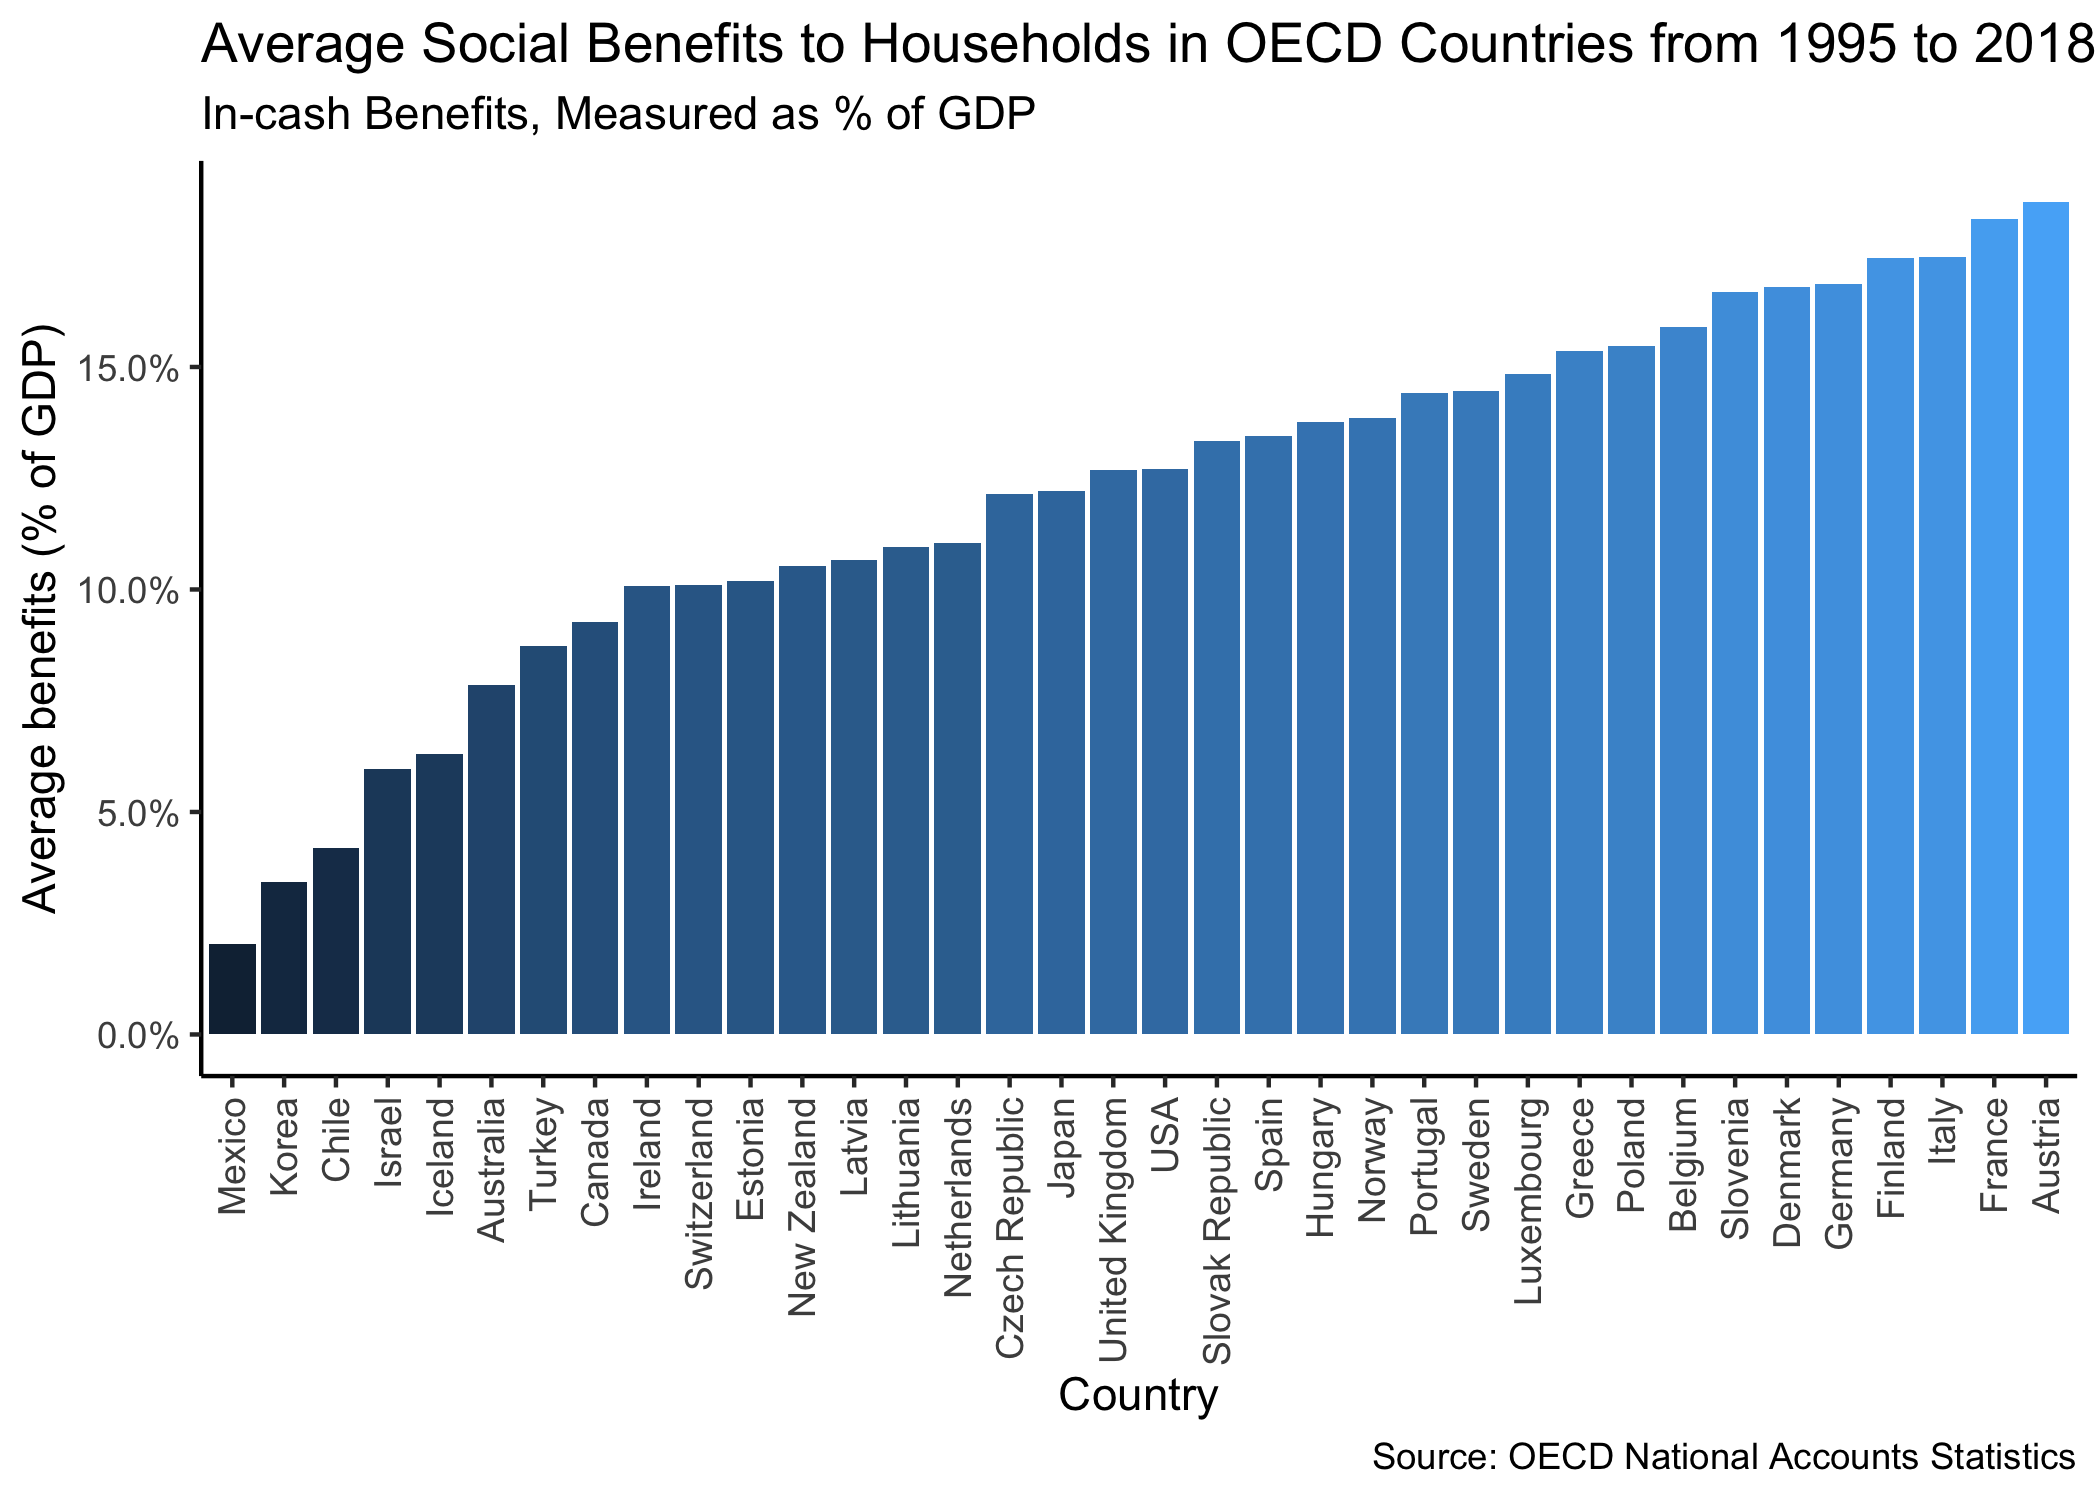 Average Social Benefits to Households in OECD Countries from 1995 to 2018
In-cash Benefits, Measured as % of GDP
Average benefits (% of GDP)
15.0%
10.0%
5.0%
0.0%
Mexico
Korea
Chile
Israel
Iceland
Australia
Turkey
Canada
Ireland
Switzerland
Estonia
New Zealand
Latvia
Lithuania
Netherlands
Czech Republic
Japan
United Kingdom
USA
Slovak Republic
Spain
Hungary
Norway
Portugal
Sweden
Luxembourg
Greece
Poland
Belgium
Slovenia
Denmark
Germany
Finland
Italy
France
Austria
Country
Source: OECD National Accounts Statistics